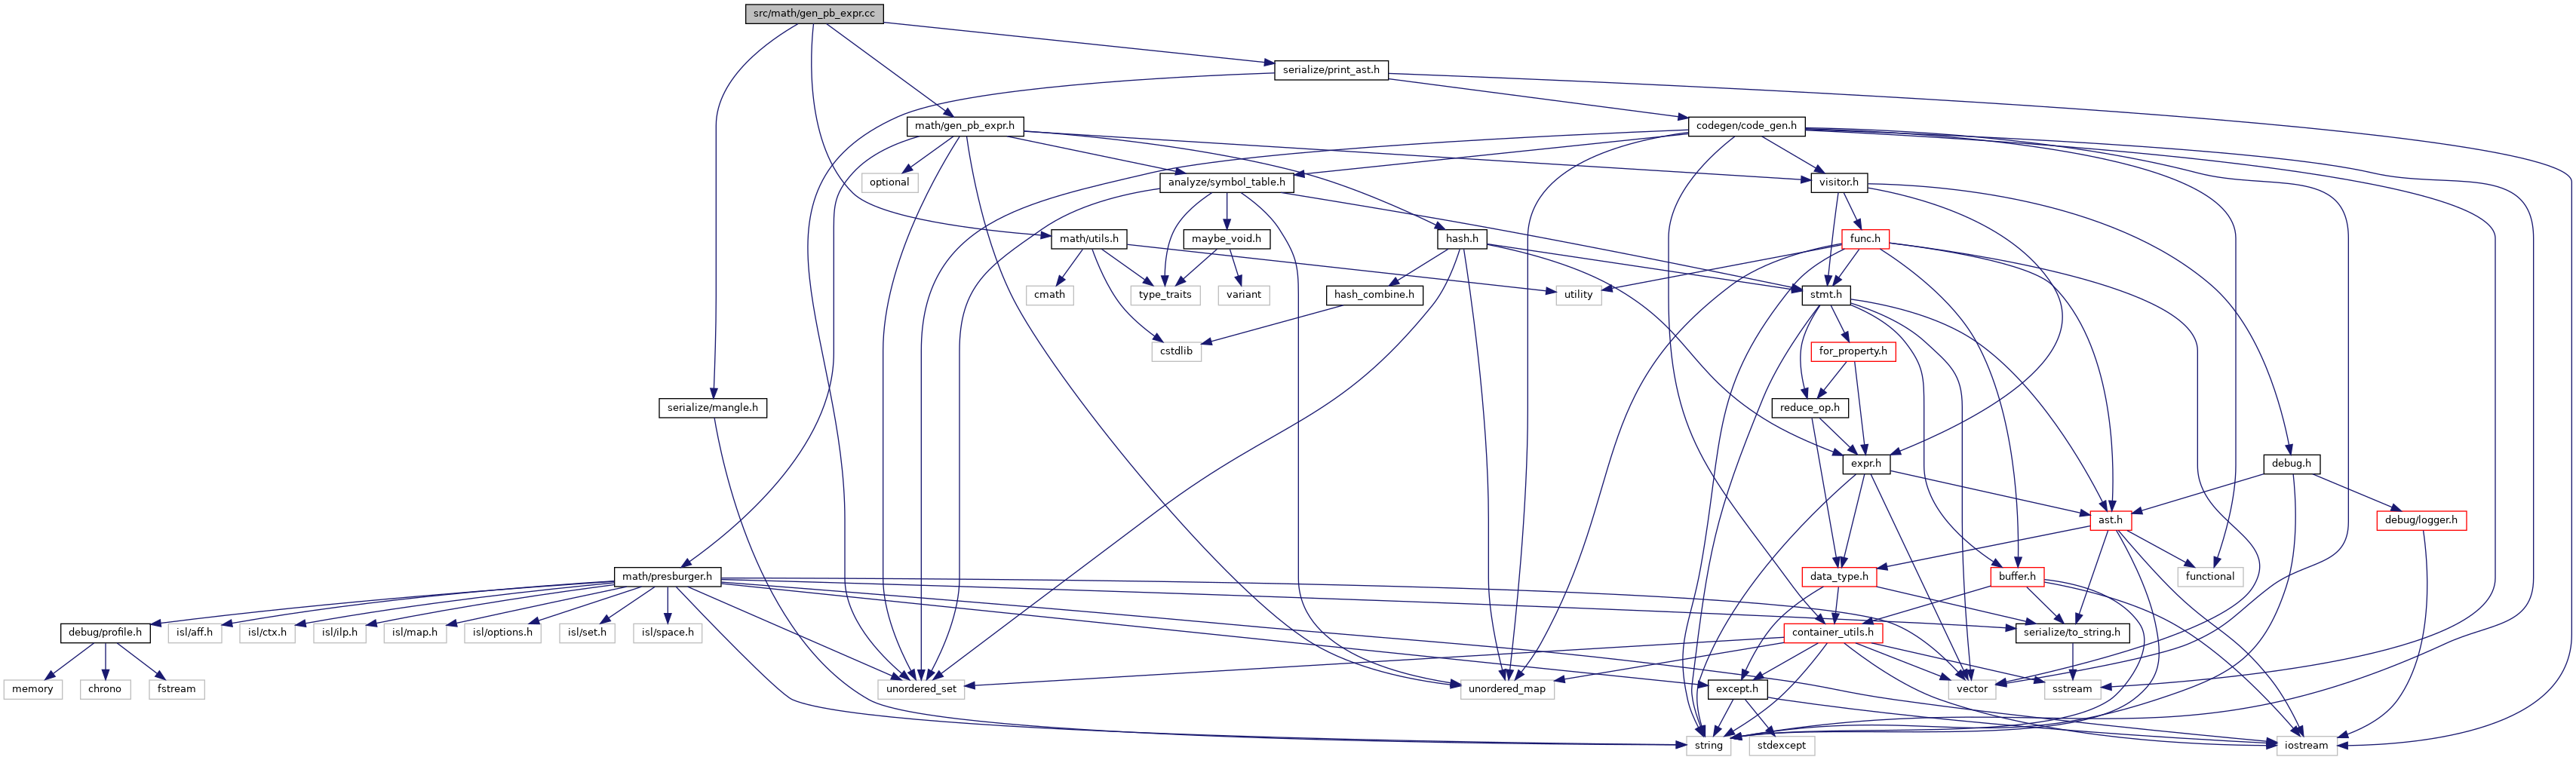 src/math/gen_pb_expr.cc
serialize/print_ast.h
math/gen_pb_expr.h
codegen/code_gen.h
optional
analyze/symbol_table.h
visitor.h
math/utils.h
maybe_void.h
hash.h
func.h
cmath
type_traits
variant
hash_combine.h
utility
stmt.h
cstdlib
for_property.h
serialize/mangle.h
reduce_op.h
expr.h
debug.h
ast.h
debug/logger.h
math/presburger.h
data_type.h
buffer.h
functional
debug/profile.h
isl/aff.h
isl/ctx.h
isl/ilp.h
isl/map.h
isl/options.h
isl/set.h
isl/space.h
container_utils.h
serialize/to_string.h
memory
chrono
fstream
unordered_set
unordered_map
except.h
vector
sstream
string
stdexcept
iostream